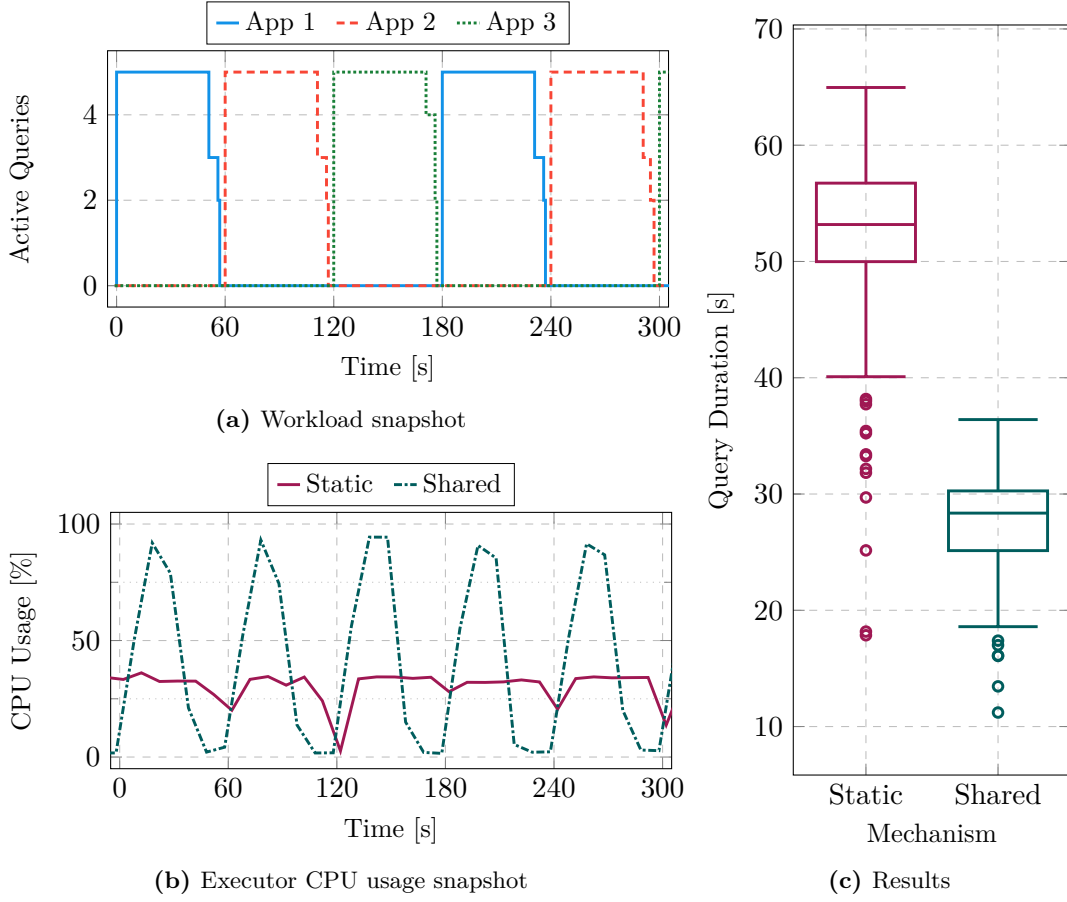 App 1 App 2 App 3
4
2
0
Active Queries
0 60 120 180 240 300
Time [s]
(a) Workload snapshot
Static Shared
100
50
0
CPU Usage [%]
0 60 120 180 240 300
Time [s]
(b) Executor CPU usage snapshot
70
60
50
40
30
20
10
Query Duration [s]
Static Shared
Mechanism
(c) Results